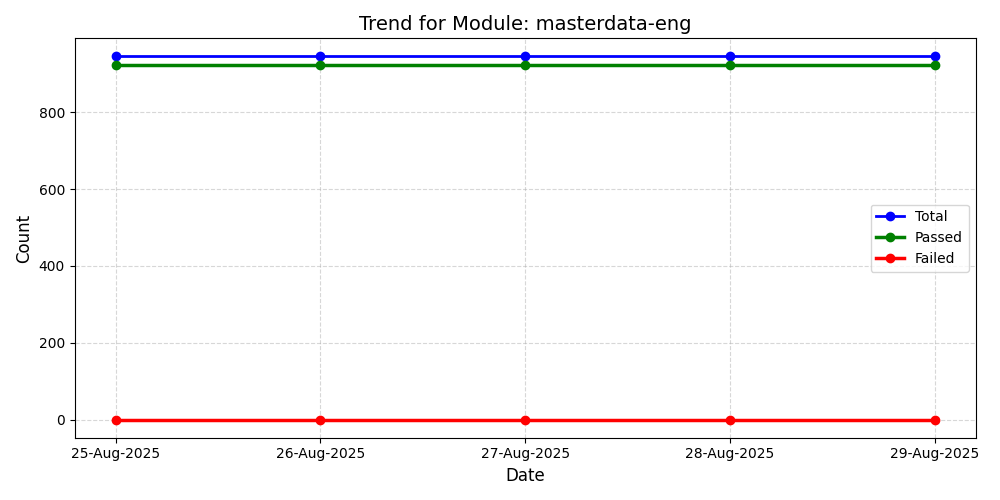 Trend for Module: masterdata-eng
Count
800
600
400
200
0
Total
Passed
Failed
25-Aug-2025
26-Aug-2025
27-Aug-2025
28-Aug-2025
29-Aug-2025
Date